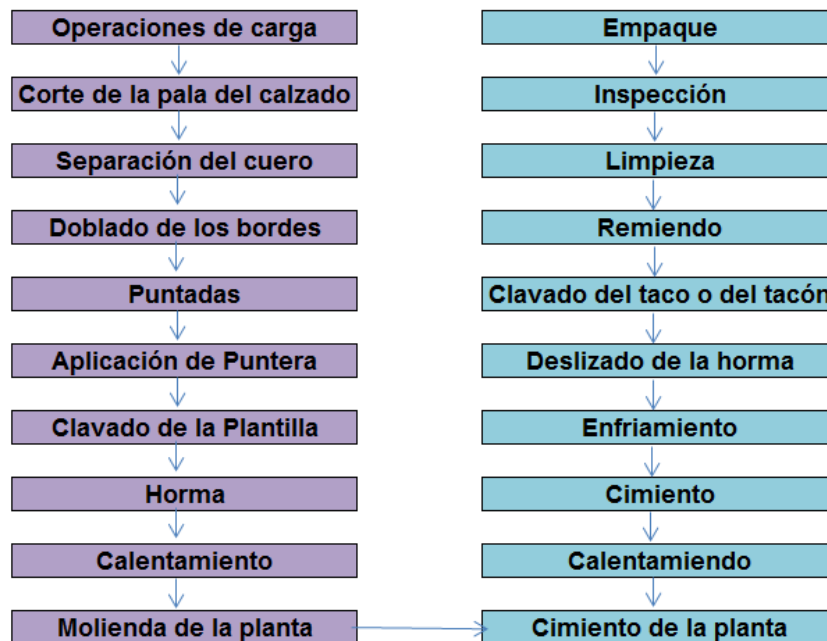 Operaciones de carga
Corte de la pala del calzado
Separación del cuero
Doblado de los bordes
Puntadas
Aplicación de Puntera
Clavado de la Plantilla
Horma
Calentamiento
Molienda de la planta
Empaque
Inspección
Limpieza
Remiendo
Clavado del taco o del tacón
Deslizado de la horma
Enfriamiento
Cimiento
Calentamiendo
Cimiento de la planta